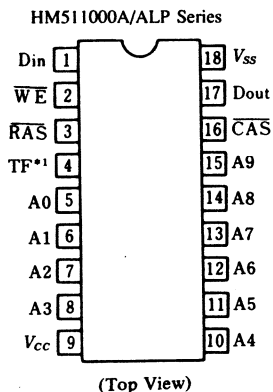 HM511000A/ALP Series
Din 1 18 Vss
WE 2 17 Dout
RAS 3 16 CAS
TF*1 4 15 A9
A0 5 14 A8
A1 6 13 A7
A2 7 12 A6
A3 8 11 A5
Vcc 9 10 A4
(Top View)